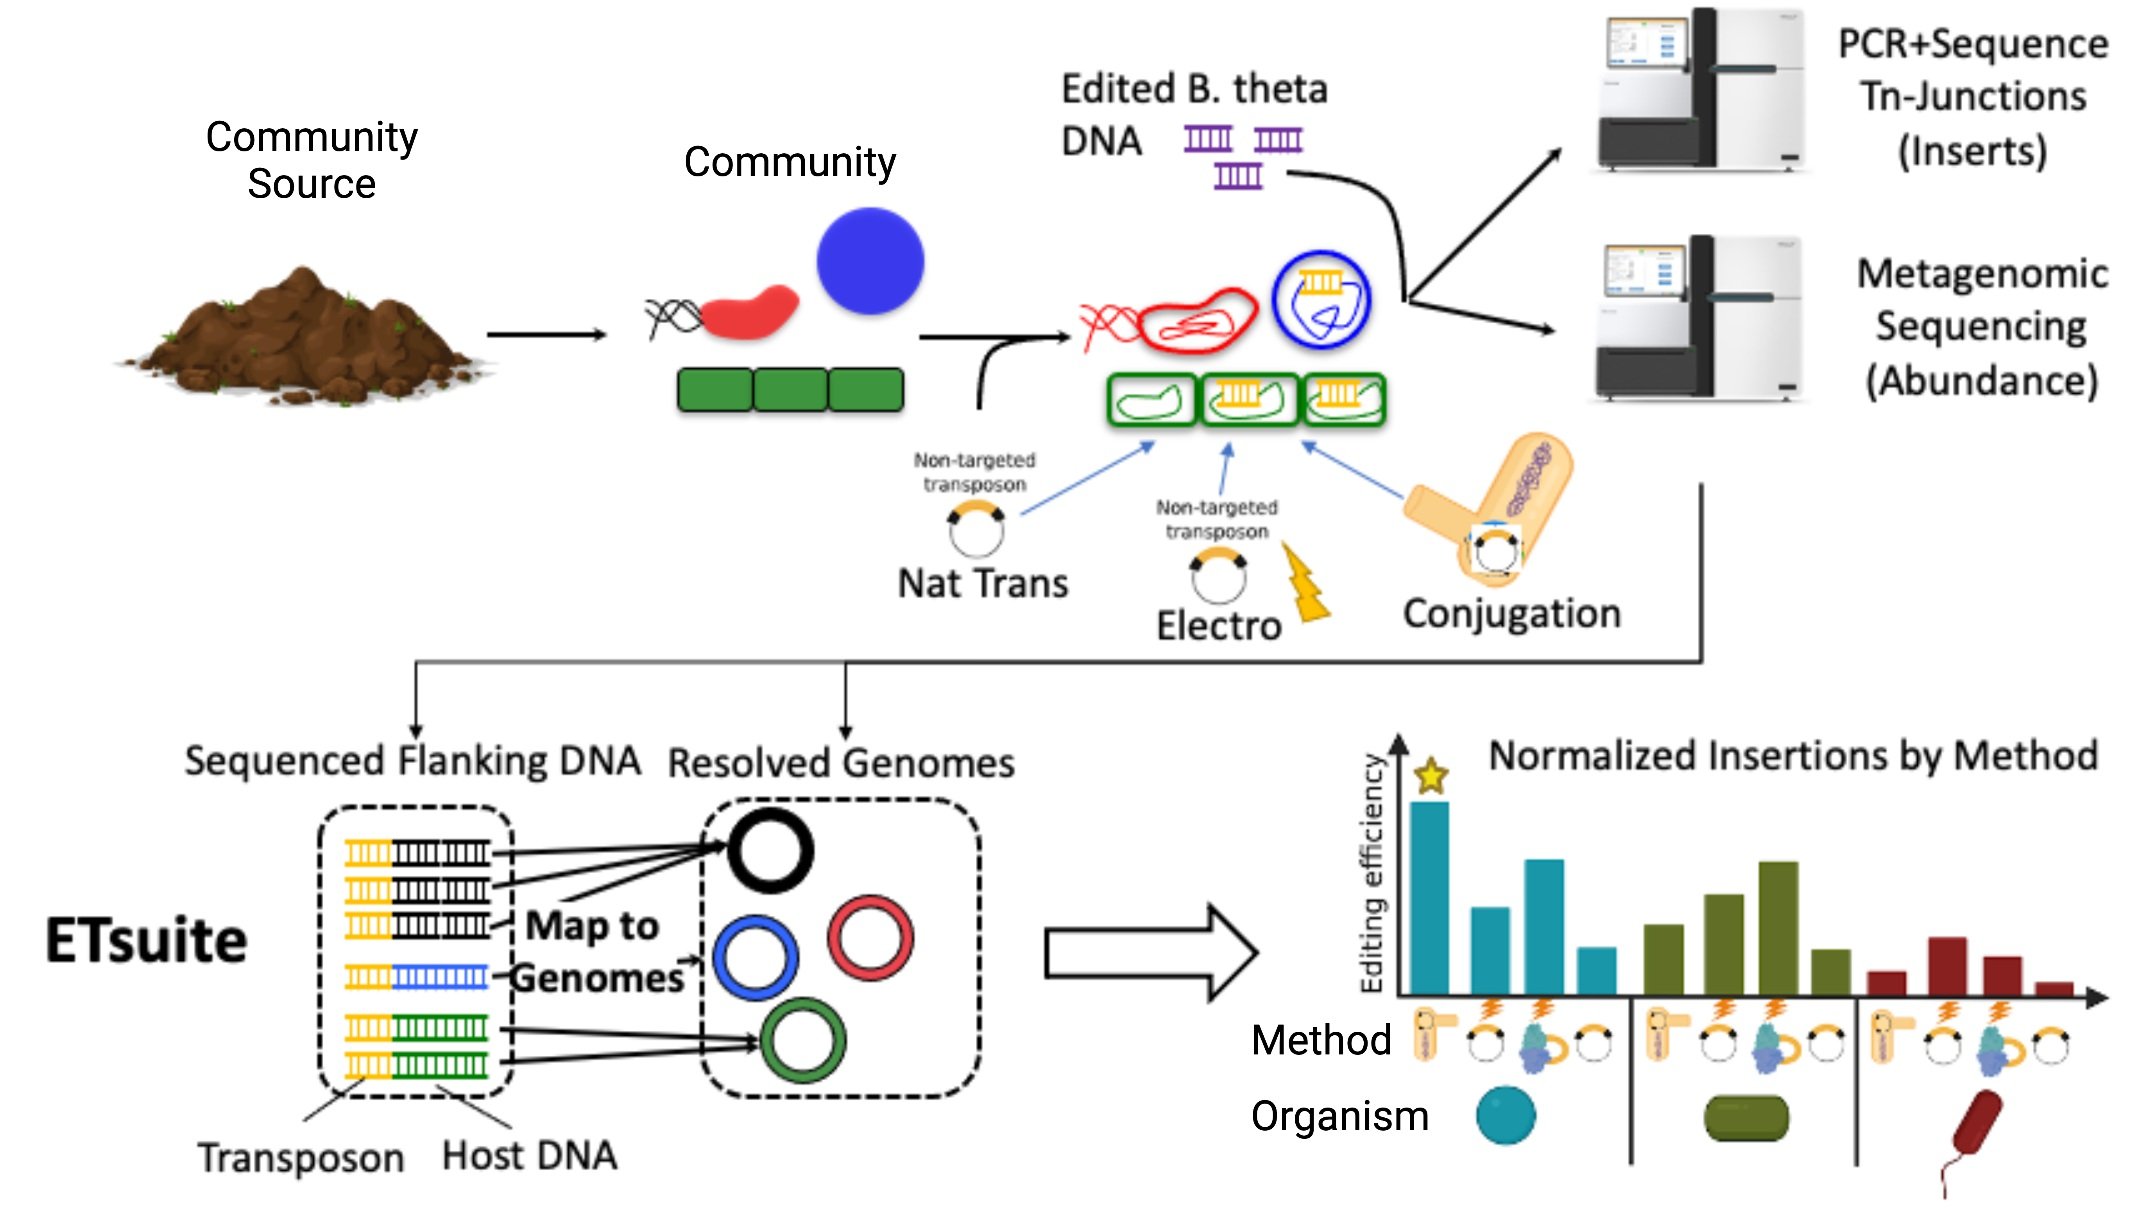 Community
Source
Community
Edited B. theta
DNA
PCR+Sequence
Tn-Junctions
(Inserts)
Metagenomic
Sequencing
(Abundance)
Non-targeted
transposon
Nat Trans
Non-targeted
transposon
Electro
Conjugation
Sequenced Flanking DNA
Resolved Genomes
ETsuite
Map to
Genomes
Transposon
Host DNA
Normalized Insertions by Method
Editing efficiency
Method
Organism